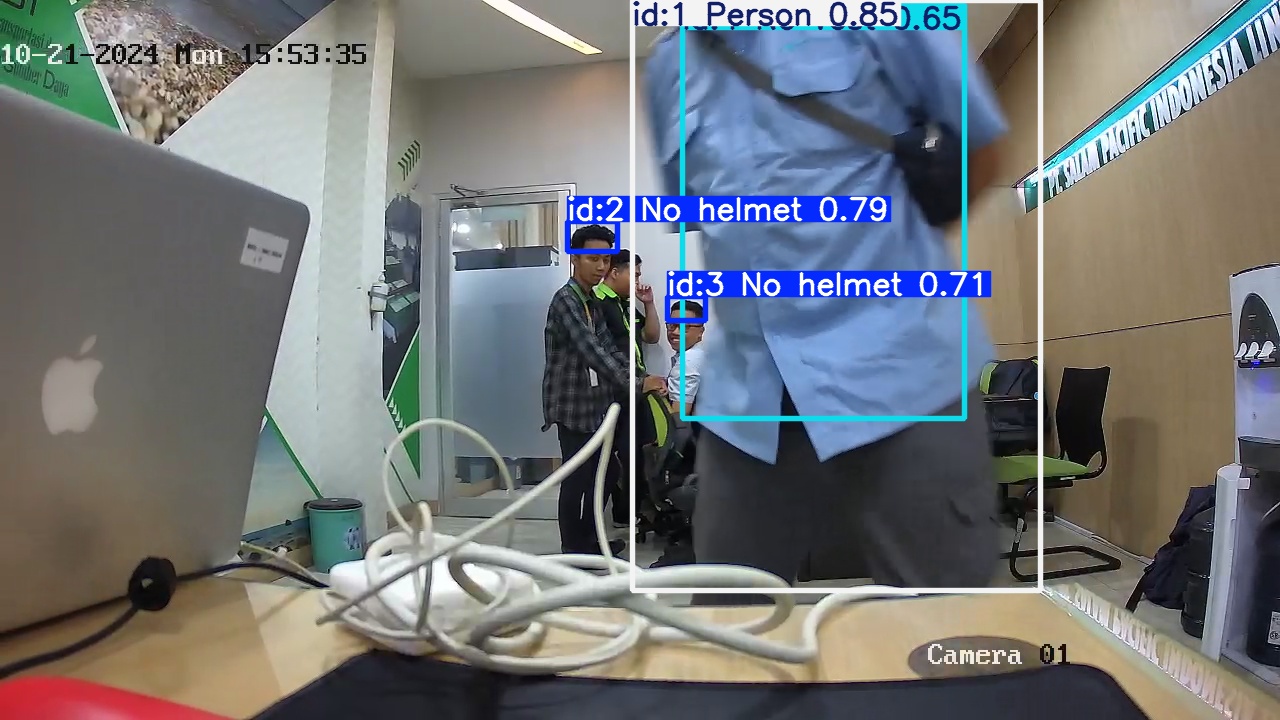 10-21-2024 Mon 15:53:35
id:1 Person 0.85
0.65
PT. SALAM PACIFIC INDONESIA LIN
id:2 No helmet 0.79
id:3 No helmet 0.71
Camera 01